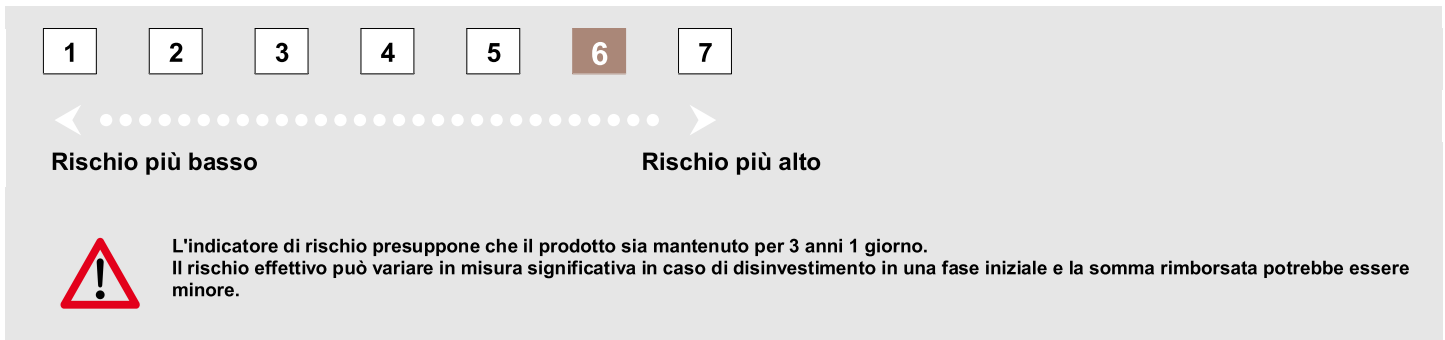 1 2 3 4 5 6 7
Rischio più basso Rischio più alto
L'indicatore di rischio presuppone che il prodotto sia mantenuto per 3 anni 1 giorno.
Il rischio effettivo può variare in misura significativa in caso di disinvestimento in una fase iniziale e la somma rimborsata potrebbe essere
minore.